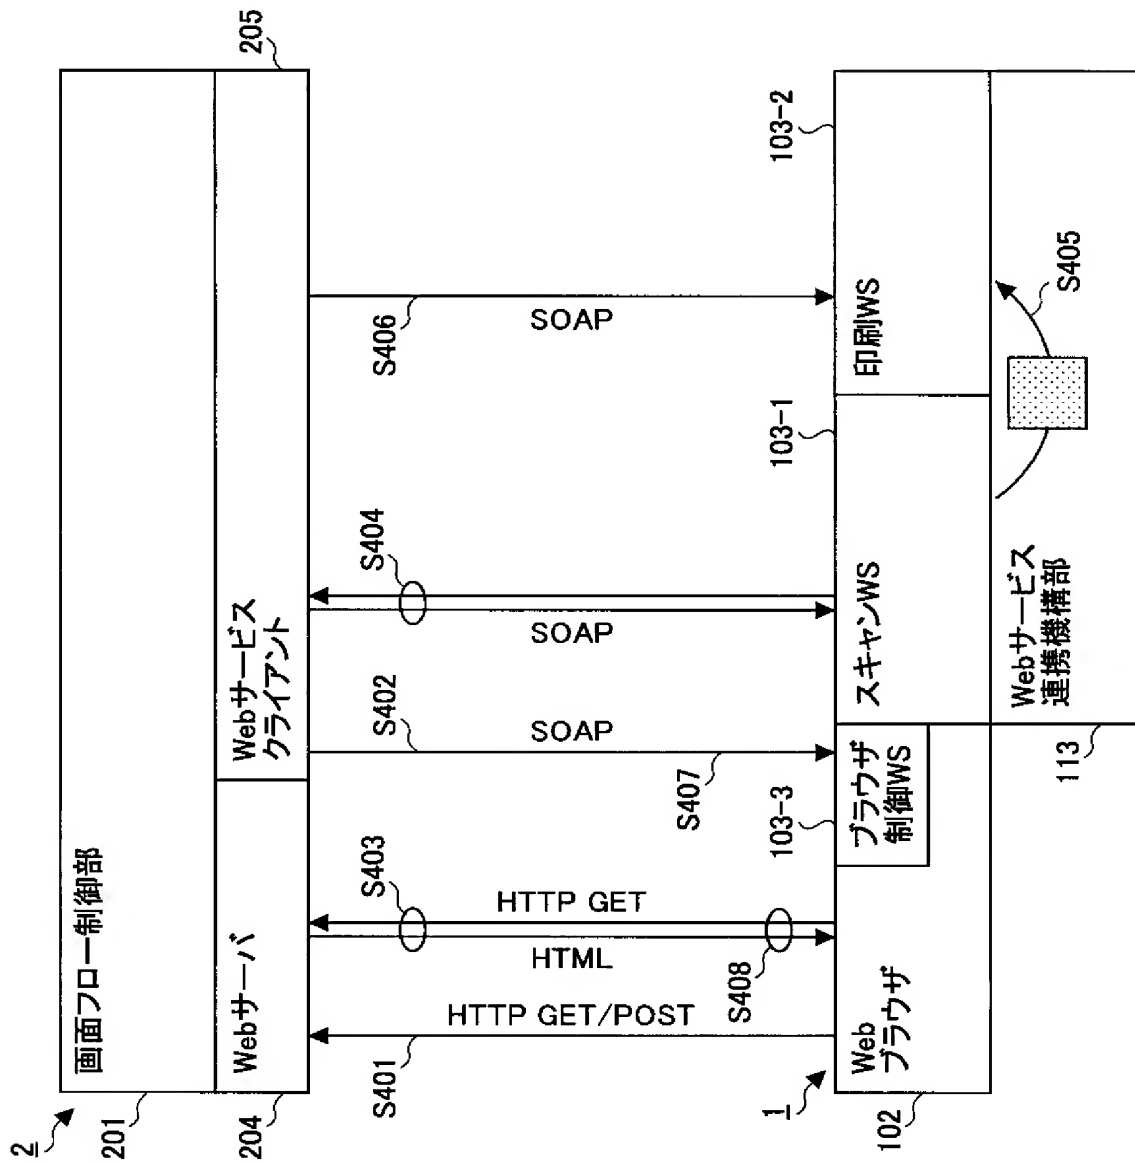 2
201
画面フロー制御部
204
Webサーバ
Webサービス
クライアント
205
S401
HTTP GET/POST
S403
HTTP GET
HTML
S408
S402
SOAP
S407
S404
SOAP
S406
SOAP
1
102
Web
ブラウザ
103-3
ブラウザ
制御WS
103-1
スキャンWS
103-2
印刷WS
113
Webサービス
連携機構部
S405